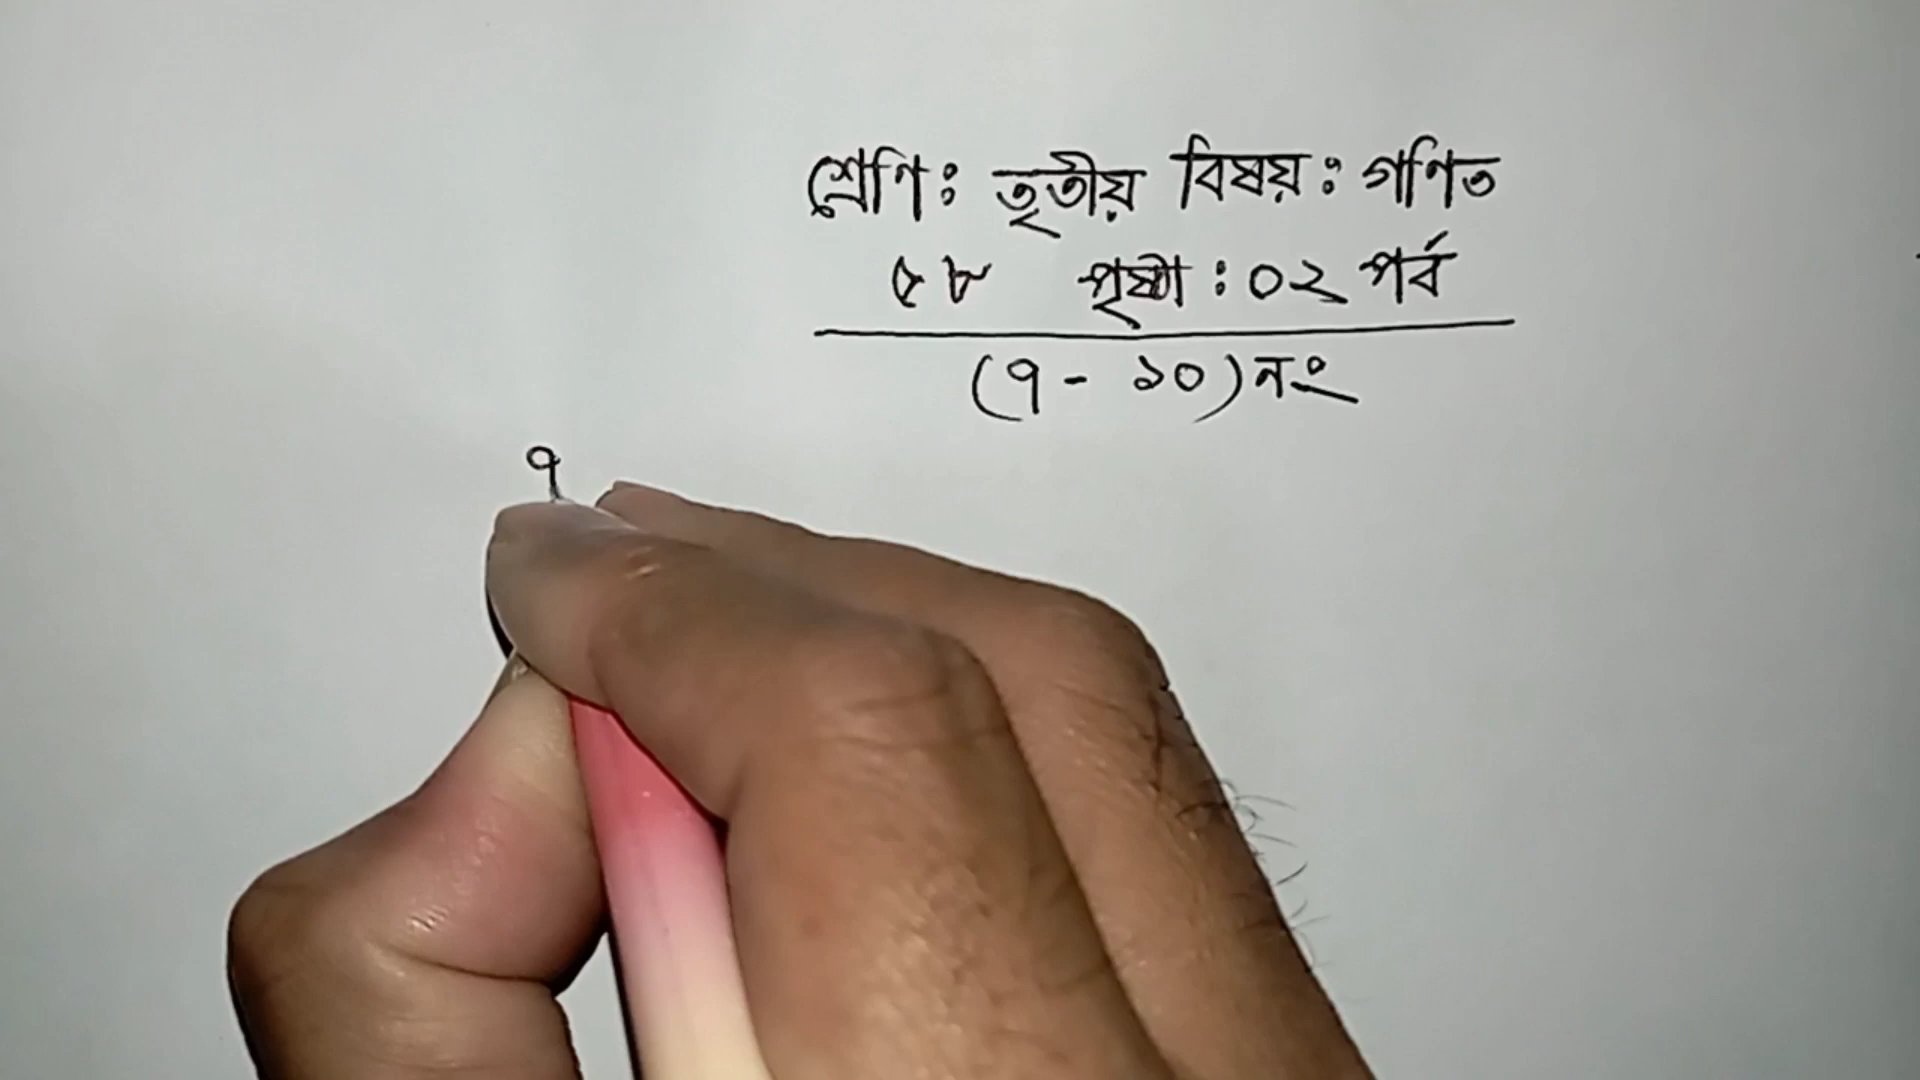 শ্রেণি : তৃতীয় বিষয় : গণিত
৫৮ পৃষ্ঠা : ০২ পর্ব
(৭ - ১০) নং
৭